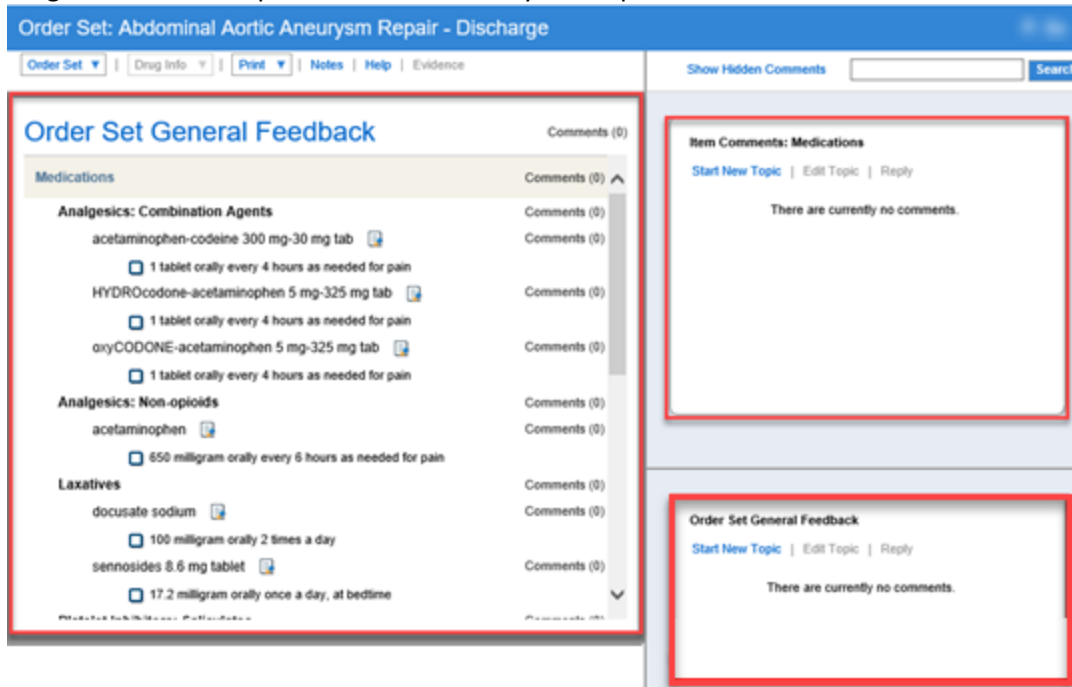 Order Set: Abdominal Aortic Aneurysm Repair - Discharge
Order Set ▼ | Drug Info ▼ | Print ▼ | Notes | Help | Evidence
Show Hidden Comments
Search
Order Set General Feedback Comments (0)
Medications Comments (0)
Analgesics: Combination Agents Comments (0)
acetaminophen-codeine 300 mg-30 mg tab Comments (0)
1 tablet orally every 4 hours as needed for pain
HYDROcodone-acetaminophen 5 mg-325 mg tab Comments (0)
1 tablet orally every 4 hours as needed for pain
oxyCODONE-acetaminophen 5 mg-325 mg tab Comments (0)
1 tablet orally every 4 hours as needed for pain
Analgesics: Non-opioids Comments (0)
acetaminophen Comments (0)
650 milligram orally every 6 hours as needed for pain
Laxatives Comments (0)
docusate sodium Comments (0)
100 milligram orally 2 times a day
sennosides 8.6 mg tablet Comments (0)
17.2 milligram orally once a day, at bedtime
Item Comments: Medications
Start New Topic | Edit Topic | Reply
There are currently no comments.
Order Set General Feedback
Start New Topic | Edit Topic | Reply
There are currently no comments.